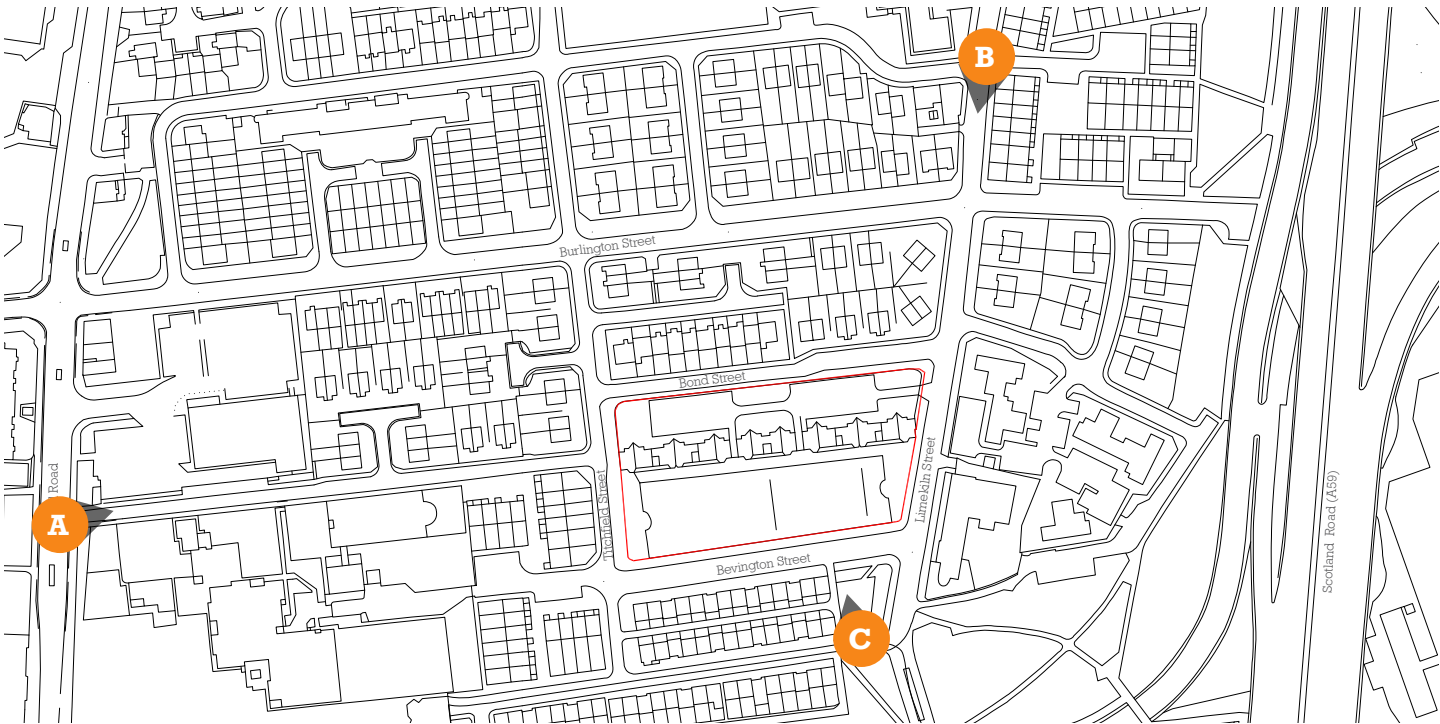 B
Burlington Street
Bond Street
Road
A
Titchfield Street
Limekiln Street
Scotland Road (A59)
Bevington Street
C